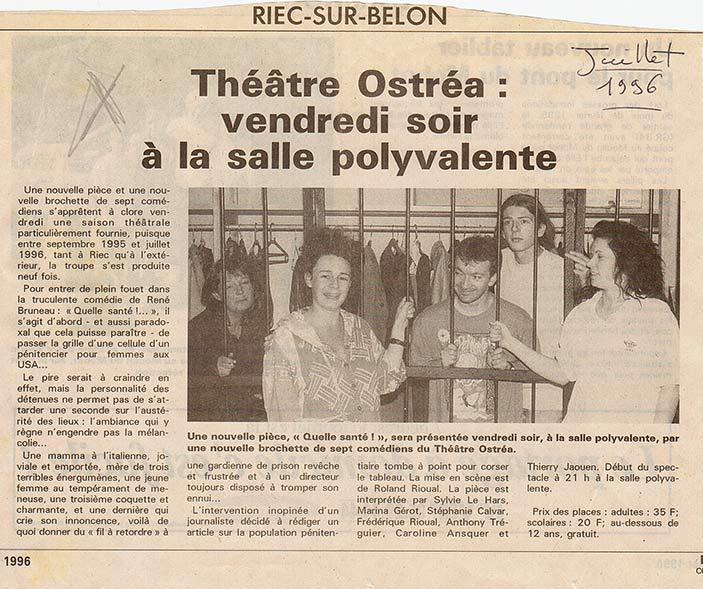 RIEC-SUR-BELON
Juillet
1996
Théâtre Ostréa :
vendredi soir
à la salle polyvalente
Une nouvelle pièce et une nou-
velle brochette de sept comé-
diens s'apprêtent à clore ven-
dredi une saison théâtrale
particulièrement fournie, puisque
entre septembre 1995 et juillet
1996, tant à Riec qu'à l'exté-
rieur, la troupe s'est produite
neuf fois.
Pour entrer de plein fouet dans
la truculente comédie de René
Bruneau : « Quelle santé !... », il
s'agit d'abord - et aussi parado-
xal que cela puisse paraître - de
passer la grille d'une cellule d'un
pénitencier pour femmes aux
USA...
Le pire serait à craindre en
effet, mais la personnalité des
détenues ne permet pas de s'at-
tarder une seconde sur l'austé-
rité des lieux : l'ambiance qui y
règne n'engendre pas la mélan-
colie...
Une mamma à l'italienne, jo-
viale et emportée, mère de trois
terribles énergumènes, une jeune
femme au tempérament de me-
neuse, une troisième coquette et
charmante, et une dernière qui
crie son innoncence, voilà de
quoi donner du « fil à retordre » à
Une nouvelle pièce, « Quelle santé ! », sera présentée vendredi soir, à la salle polyvalente, par
une nouvelle brochette de sept comédiens du Théâtre Ostréa.
une gardienne de prison revêche
et frustrée et à un directeur
toujours disposé à tromper son
ennui...
L'intervention inopinée d'un
journaliste décidé à rédiger un
article sur la population péniten-
tiaire tombe à point pour corser
le tableau. La mise en scène est
de Roland Rioual. La pièce est
interprétée par Sylvie Le Hars,
Marina Gérot, Stéphanie Calvar,
Frédérique Rioual, Anthony Tré-
guier, Caroline Ansquer et
Thierry Jaouen. Début du spec-
tacle à 21 h à la salle polyva-
lente.
Prix des places : adultes : 35 F;
scolaires : 20 F; au-dessous de
12 ans, gratuit.
1996